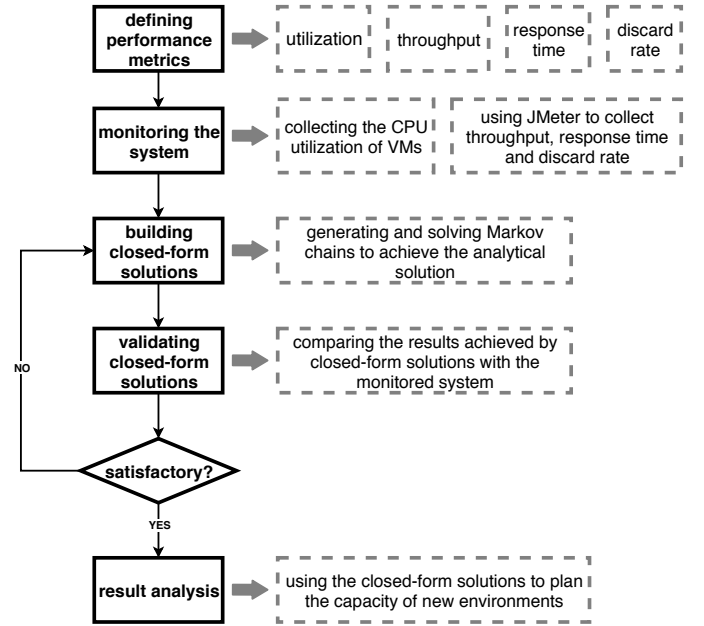 defining
performance
metrics
utilization
throughput
response
time
discard
rate
monitoring the
system
collecting the CPU
utilization of VMs
using JMeter to collect
throughput, response time
and discard rate
building
closed-form
solutions
generating and solving Markov
chains to achieve the analytical
solution
validating
closed-form
solutions
comparing the results achieved by
closed-form solutions with the
monitored system
NO
satisfactory?
YES
result analysis
using the closed-form solutions to plan
the capacity of new environments